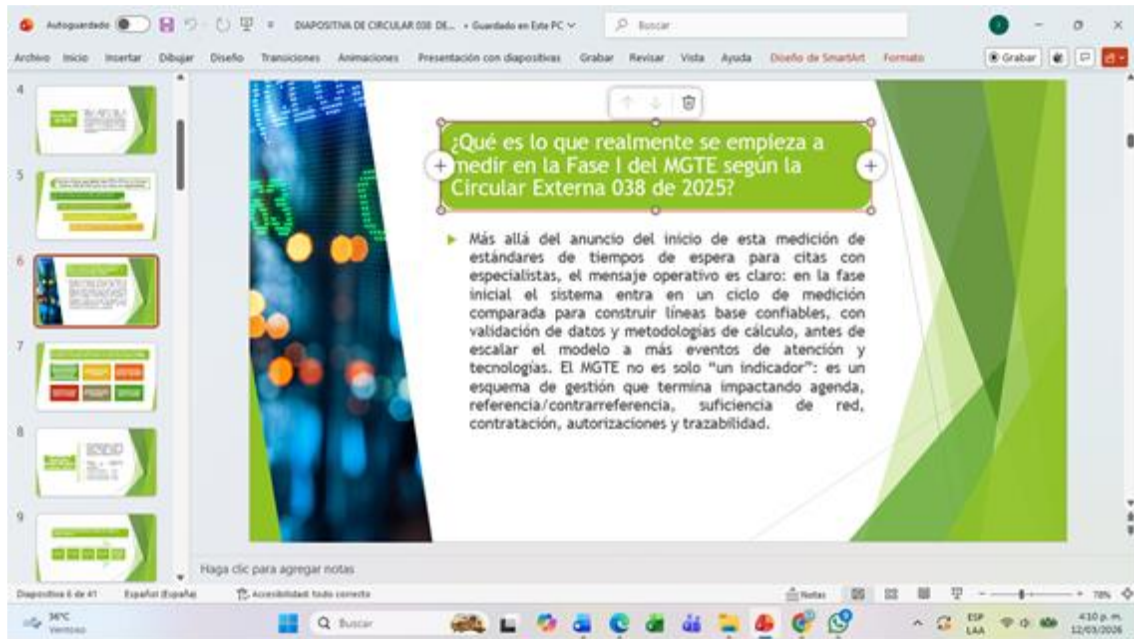 Autoguardado
DIAPOSITIVA DE CIRCULAR 038 DE... • Guardado en Este PC
Buscar
Archivo Inicio Insertar Dibujar Diseño Transiciones Animaciones Presentación con diapositivas Grabar Revisar Vista Ayuda Diseño de SmartArt Formato
Grabar
4
5
6
7
8
9
¿Qué es lo que realmente se empieza a
medir en la Fase I del MGTE según la
Circular Externa 038 de 2025?
Más allá del anuncio del inicio de esta medición de
estándares de tiempos de espera para citas con
especialistas, el mensaje operativo es claro: en la fase
inicial el sistema entra en un ciclo de medición
comparada para construir líneas base confiables, con
validación de datos y metodologías de cálculo, antes de
escalar el modelo a más eventos de atención y
tecnologías. El MGTE no es solo “un indicador”: es un
esquema de gestión que termina impactando agenda,
referencia/contrarreferencia, suficiencia de red,
contratación, autorizaciones y trazabilidad.
Haga clic para agregar notas
Diapositiva 6 de 41 Español (España) Accesibilidad: todo correcto Notas 78%
36°C
Ventoso
Buscar
ESP
LAA
4:10 p. m.
12/03/2026